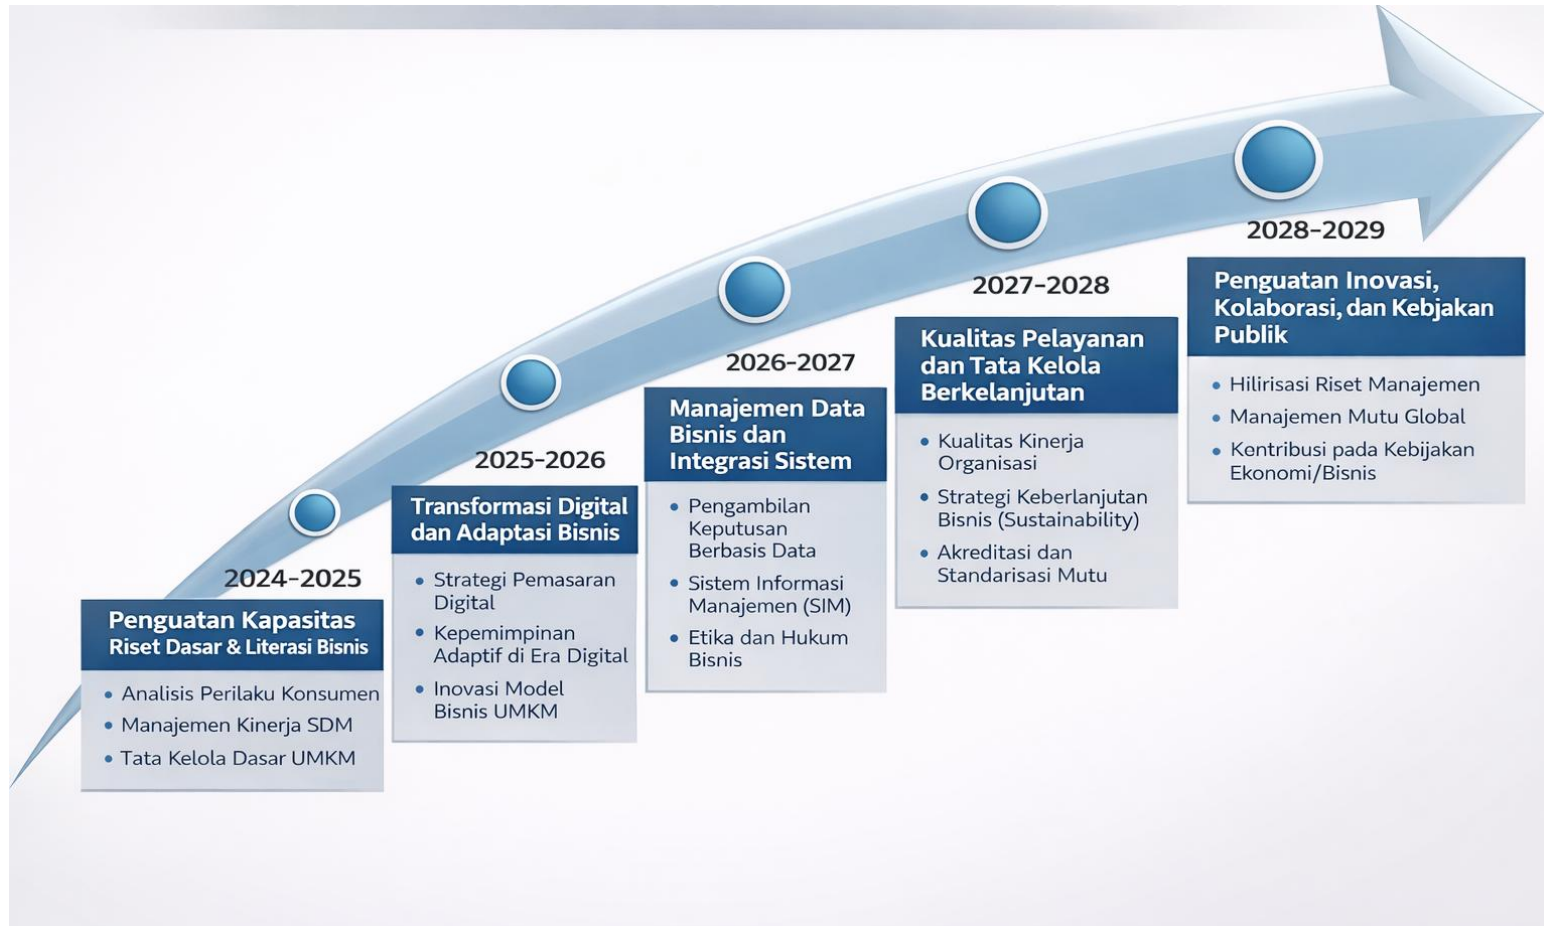 2024-2025
Penguatan Kapasitas
Riset Dasar & Literasi Bisnis
• Analisis Perilaku Konsumen
• Manajemen Kinerja SDM
• Tata Kelola Dasar UMKM
2025-2026
Transformasi Digital
dan Adaptasi Bisnis
• Strategi Pemasaran
Digital
• Kepemimpinan
Adaptif di Era Digital
• Inovasi Model
Bisnis UMKM
2026-2027
Manajemen Data
Bisnis dan
Integrasi Sistem
• Pengambilan
Keputusan
Berbasis Data
• Sistem Informasi
Manajemen (SIM)
• Etika dan Hukum
Bisnis
2027-2028
Kualitas Pelayanan
dan Tata Kelola
Berkelanjutan
• Kualitas Kinerja
Organisasi
• Strategi Keberlanjutan
Bisnis (Sustainability)
• Akreditasi dan
Standarisasi Mutu
2028-2029
Penguatan Inovasi,
Kolaborasi, dan Kebjakan
Publik
• Hilirisasi Riset Manajemen
• Manajemen Mutu Global
• Kentribusi pada Kebijakan
Ekonomi/Bisnis